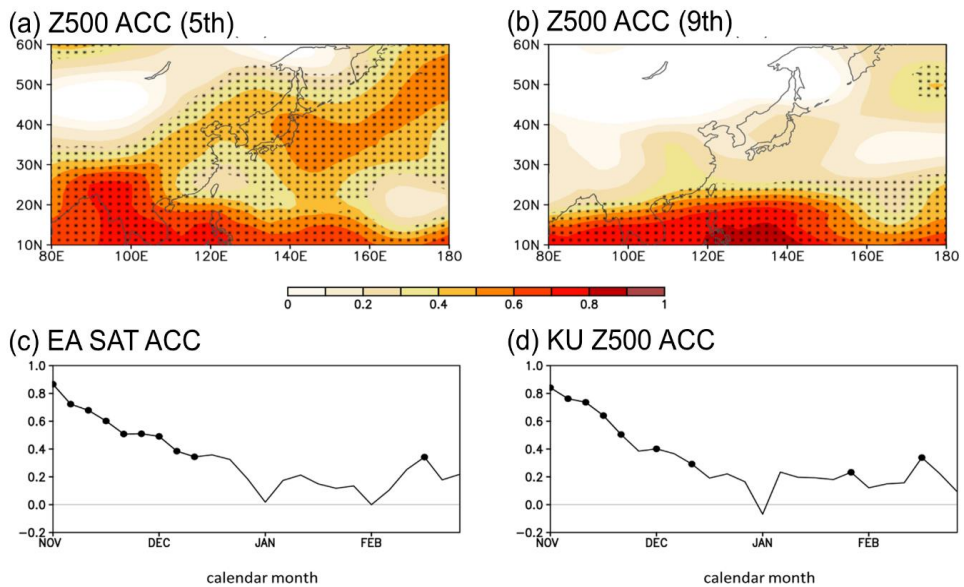 (a) Z500 ACC (5th)
(b) Z500 ACC (9th)
60N
50N
40N
30N
20N
10N
80E 100E 120E 140E 160E 180
60N
50N
40N
30N
20N
10N
80E 100E 120E 140E 160E 180
0 0.2 0.4 0.6 0.8 1
(c) EA SAT ACC
(d) KU Z500 ACC
1.0
0.8
0.6
0.4
0.2
0.0
-0.2
NOV DEC JAN FEB
calendar month
1.0
0.8
0.6
0.4
0.2
0.0
-0.2
NOV DEC JAN FEB
calendar month